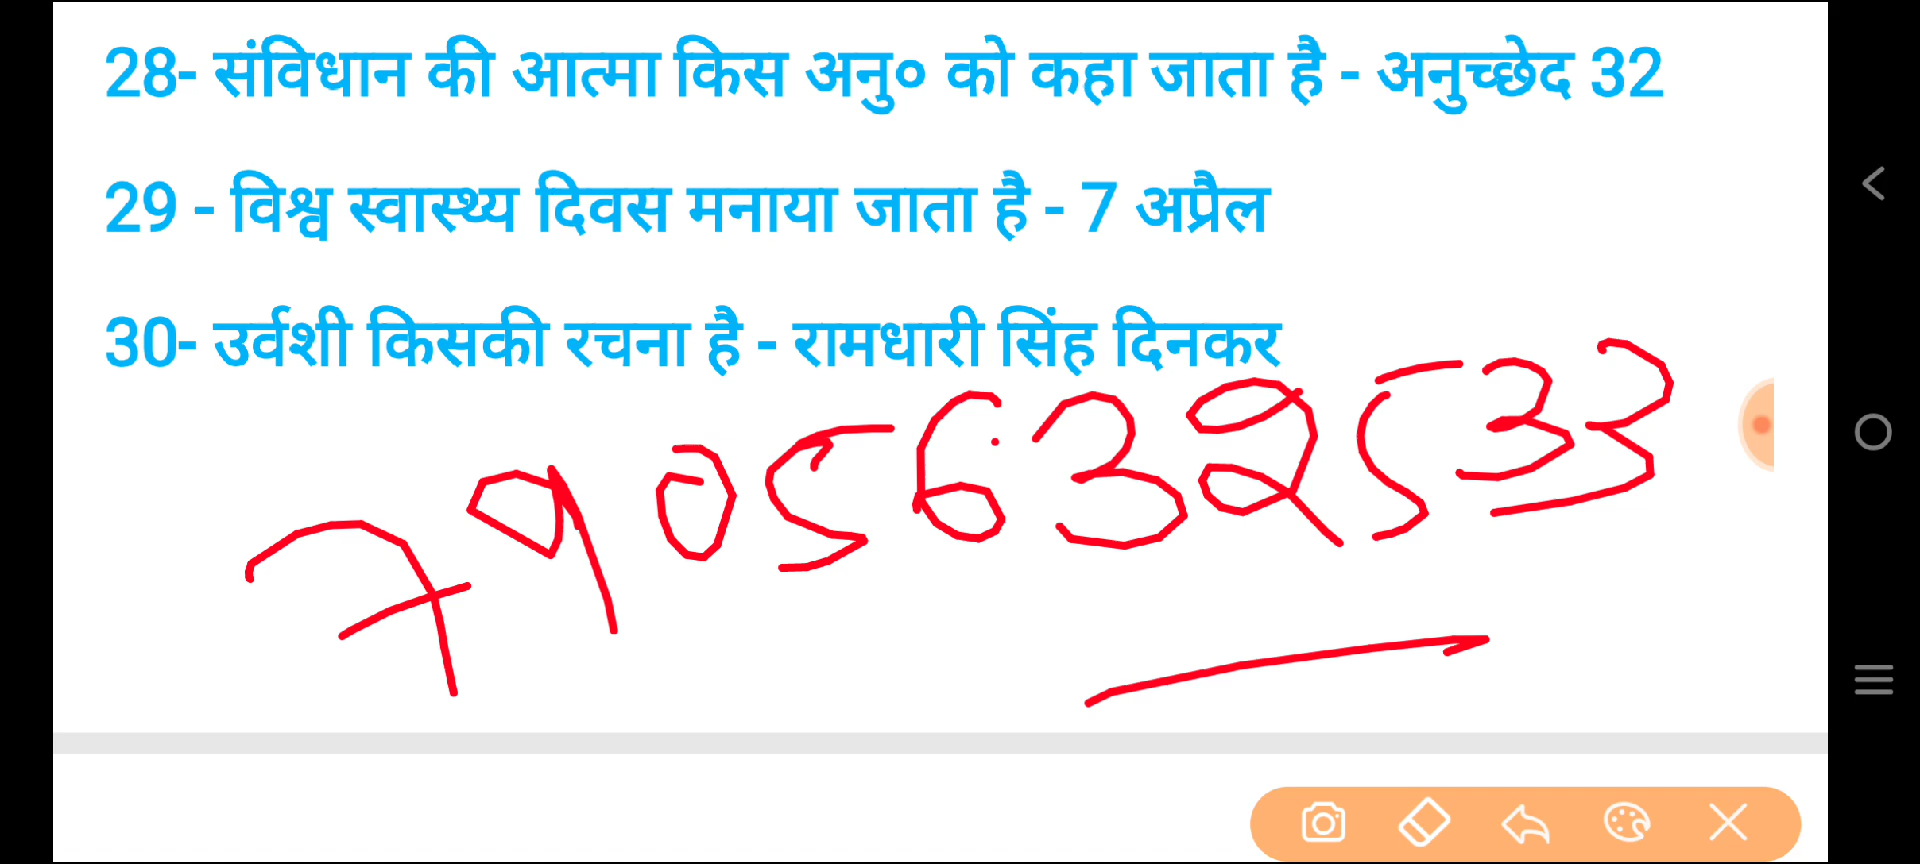 28- संविधान की आत्मा किस अनु० को कहा जाता है - अनुच्छेद 32
29 - विश्व स्वास्थ्य दिवस मनाया जाता है - 7 अप्रैल
30- उर्वशी किसकी रचना है - रामधारी सिंह दिनकर
7905632533